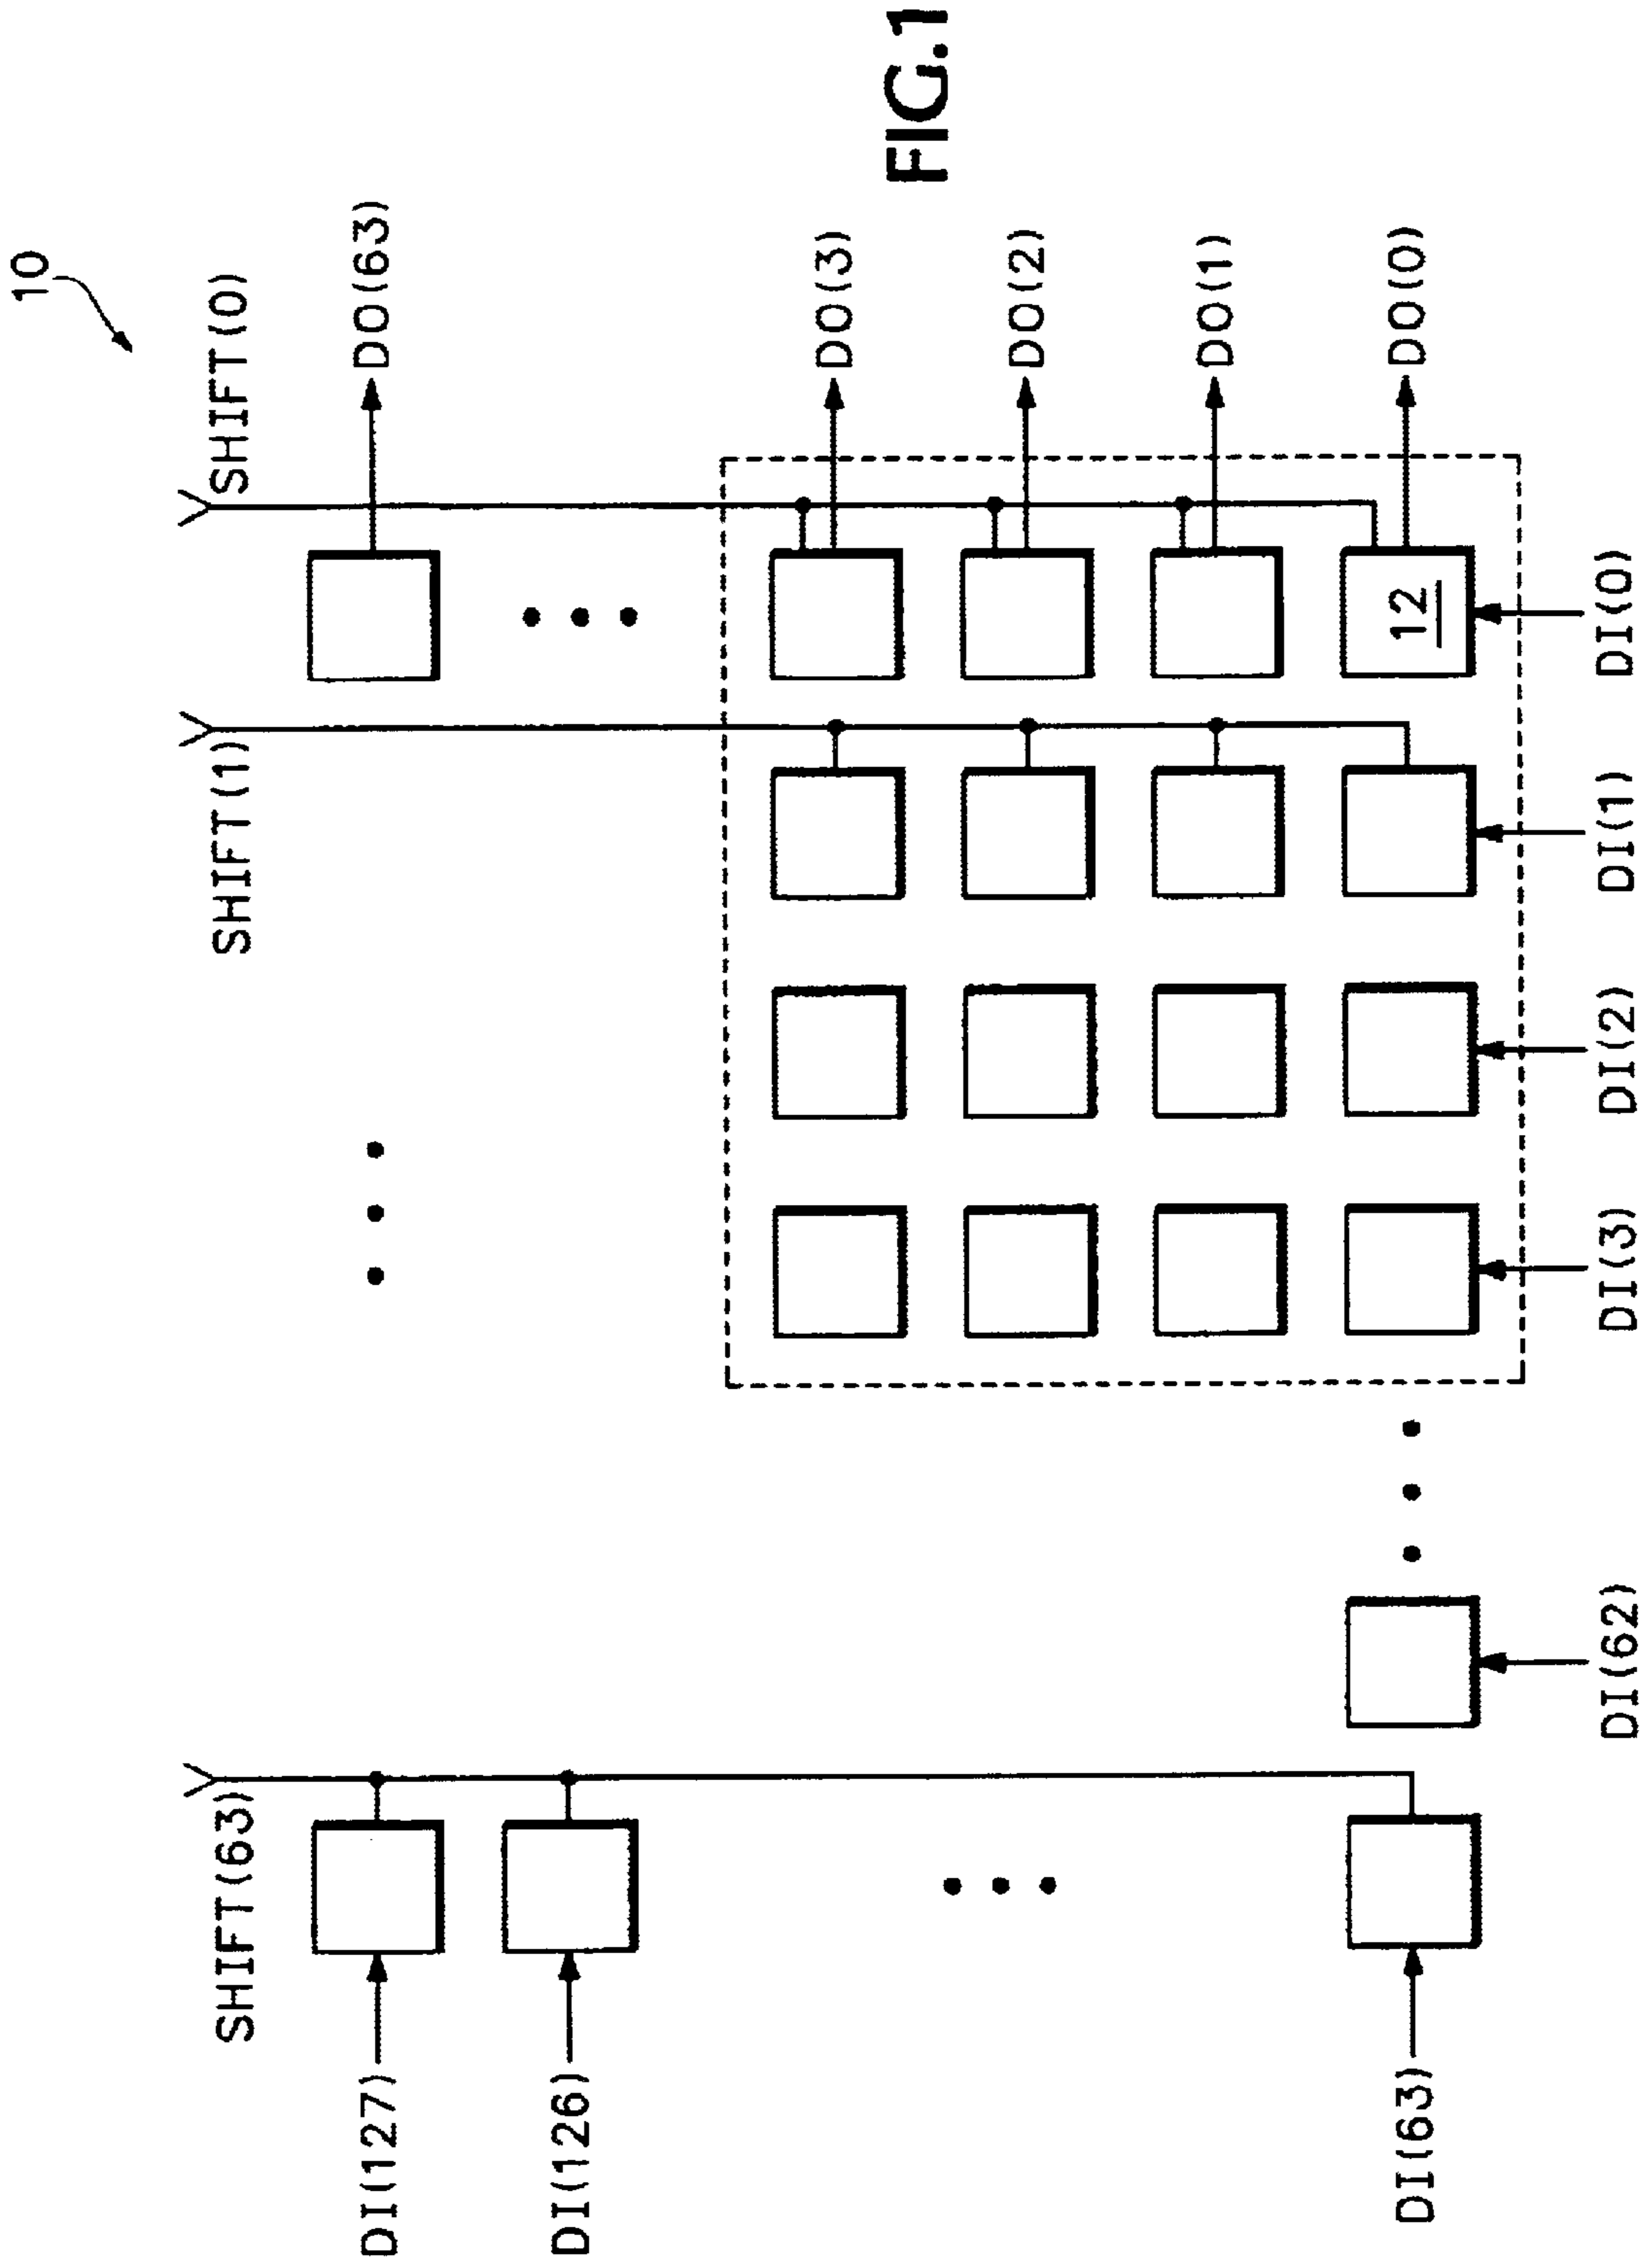 FIG.1
10
SHIFT(0)
DO(63)
DO(3)
DO(2)
DO(1)
DO(0)
12
SHIFT(1)
DI(0)
DI(1)
DI(2)
DI(3)
DI(62)
SHIFT(63)
DI(127)
DI(126)
DI(63)